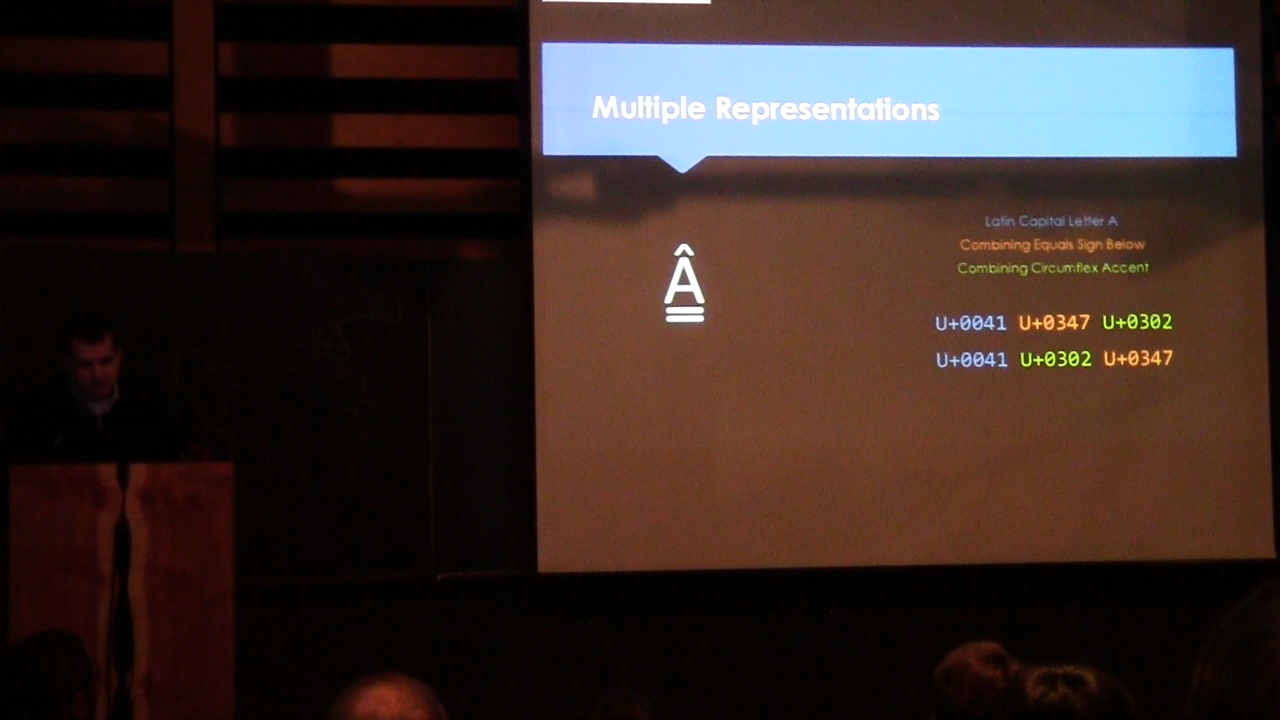 Multiple Representations
Â͇
Latin Capital Letter A
Combining Equals Sign Below
Combining Circumflex Accent
U+0041 U+0347 U+0302
U+0041 U+0302 U+0347